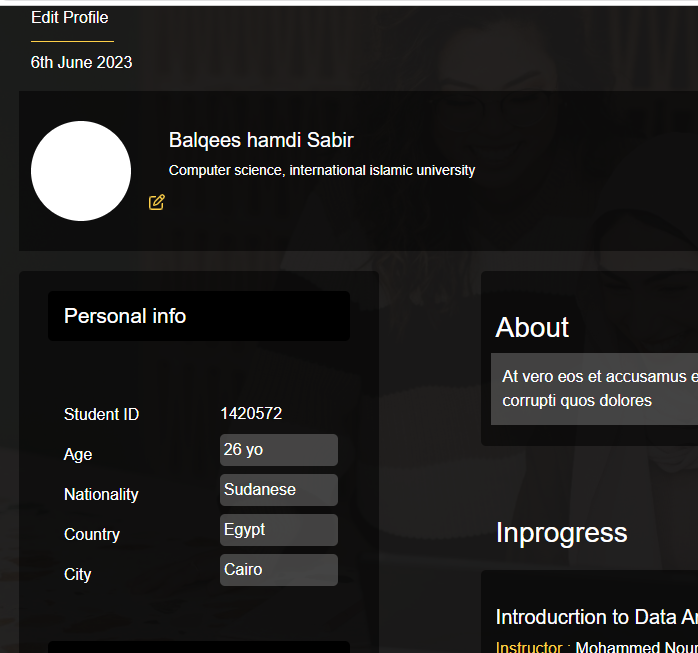 Edit Profile
6th June 2023
Balqees hamdi Sabir
Computer science, international islamic university
Personal info
Student ID 1420572
Age 26 yo
Nationality Sudanese
Country Egypt
City Cairo
About
At vero eos et accusamus e
corrupti quos dolores
Inprogress
Introducrtion to Data
Instructor : Mohammed